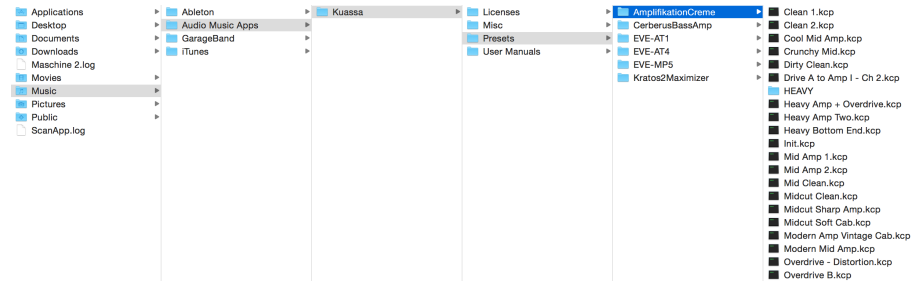 Applications
Desktop
Documents
Downloads
Maschine 2.log
Movies
Music
Pictures
Public
ScanApp.log
Ableton
Audio Music Apps
GarageBand
iTunes
Kuassa
Licenses
Misc
Presets
User Manuals
AmplifikationCreme
CerberusBassAmp
EVE-AT1
EVE-AT4
EVE-MP5
Kratos2Maximizer
Clean 1.kcp
Clean 2.kcp
Cool Mid Amp.kcp
Crunchy Mid.kcp
Dirty Clean.kcp
Drive A to Amp I - Ch 2.kcp
HEAVY
Heavy Amp + Overdrive.kcp
Heavy Amp Two.kcp
Heavy Bottom End.kcp
Init.kcp
Mid Amp 1.kcp
Mid Amp 2.kcp
Mid Clean.kcp
Midcut Clean.kcp
Midcut Sharp Amp.kcp
Midcut Soft Cab.kcp
Modern Amp Vintage Cab.kcp
Modern Mid Amp.kcp
Overdrive - Distortion.kcp
Overdrive B.kcp